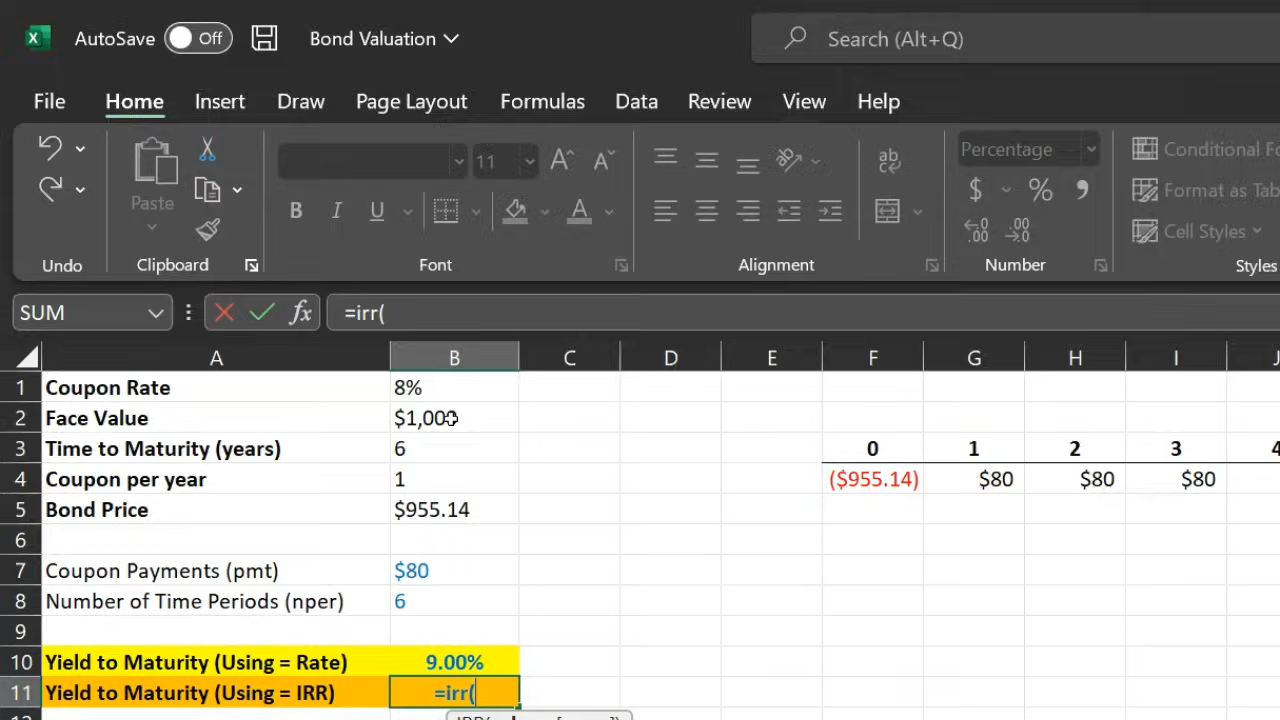 AutoSave Off Bond Valuation Search (Alt+Q)
File Home Insert Draw Page Layout Formulas Data Review View Help
Paste 11 A A ab Percentage Conditional Fo
B I U A $ % Format as Tab
.00 .00 Cell Styles
Undo Clipboard Font Alignment Number Styles
SUM fx =irr(
A B C D E F G H I J
1 Coupon Rate 8%
2 Face Value $1,000
3 Time to Maturity (years) 6 0 1 2 3 4
4 Coupon per year 1 ($955.14) $80 $80 $80
5 Bond Price $955.14
6
7 Coupon Payments (pmt) $80
8 Number of Time Periods (nper) 6
9
10 Yield to Maturity (Using = Rate) 9.00%
11 Yield to Maturity (Using = IRR) =irr(